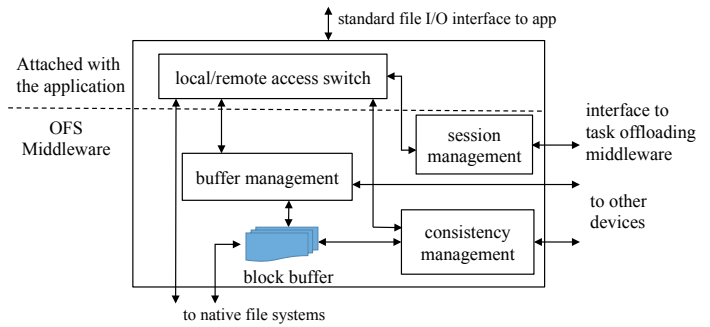 standard file I/O interface to app
Attached with
the application
local/remote access switch
OFS
Middleware
session
management
interface to
task offloading
middleware
buffer management
to other
devices
consistency
management
block buffer
to native file systems